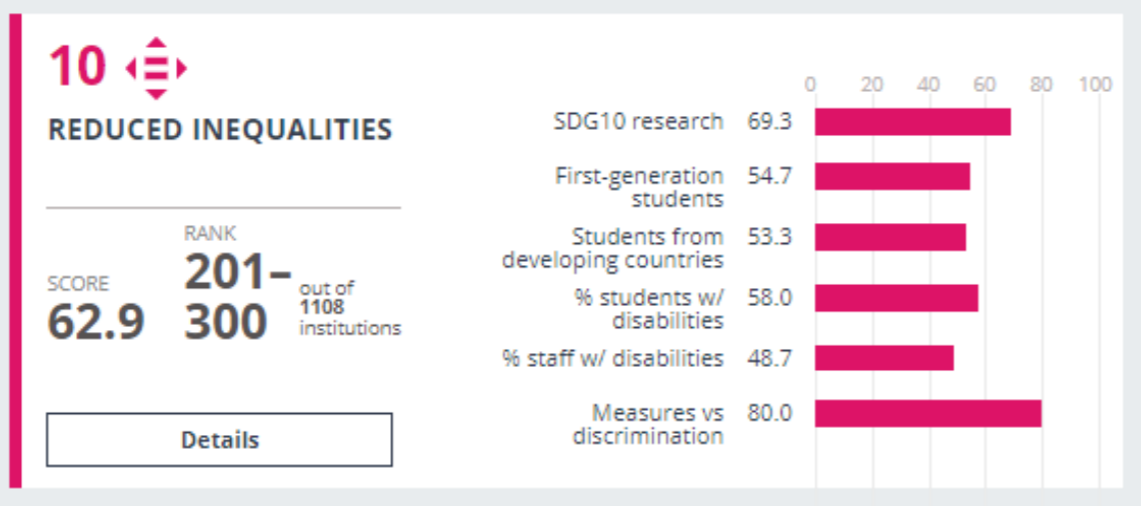 10
REDUCED INEQUALITIES
SCORE
62.9
RANK
201–
300
out of
1108
institutions
Details
0 20 40 60 80 100
SDG10 research 69.3
First-generation 54.7
students
Students from 53.3
developing countries
% students w/ 58.0
disabilities
% staff w/ disabilities 48.7
Measures vs 80.0
discrimination